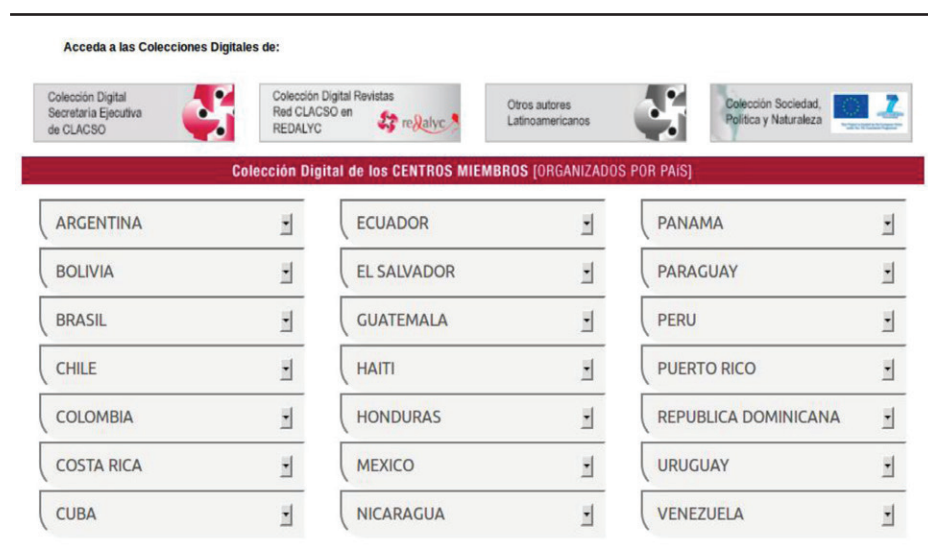 Acceda a las Colecciones Digitales de:
Colección Digital
Secretaría Ejecutiva
de CLACSO
Colección Digital Revistas
Red CLACSO en
REDALYC
redalyc
Otros autores
Latinoamericanos
Colección Sociedad,
Política y Naturaleza
Colección Digital de los CENTROS MIEMBROS [ORGANIZADOS POR PAÍS]
ARGENTINA
ECUADOR
PANAMA
BOLIVIA
EL SALVADOR
PARAGUAY
BRASIL
GUATEMALA
PERU
CHILE
HAITI
PUERTO RICO
COLOMBIA
HONDURAS
REPUBLICA DOMINICANA
COSTA RICA
MEXICO
URUGUAY
CUBA
NICARAGUA
VENEZUELA